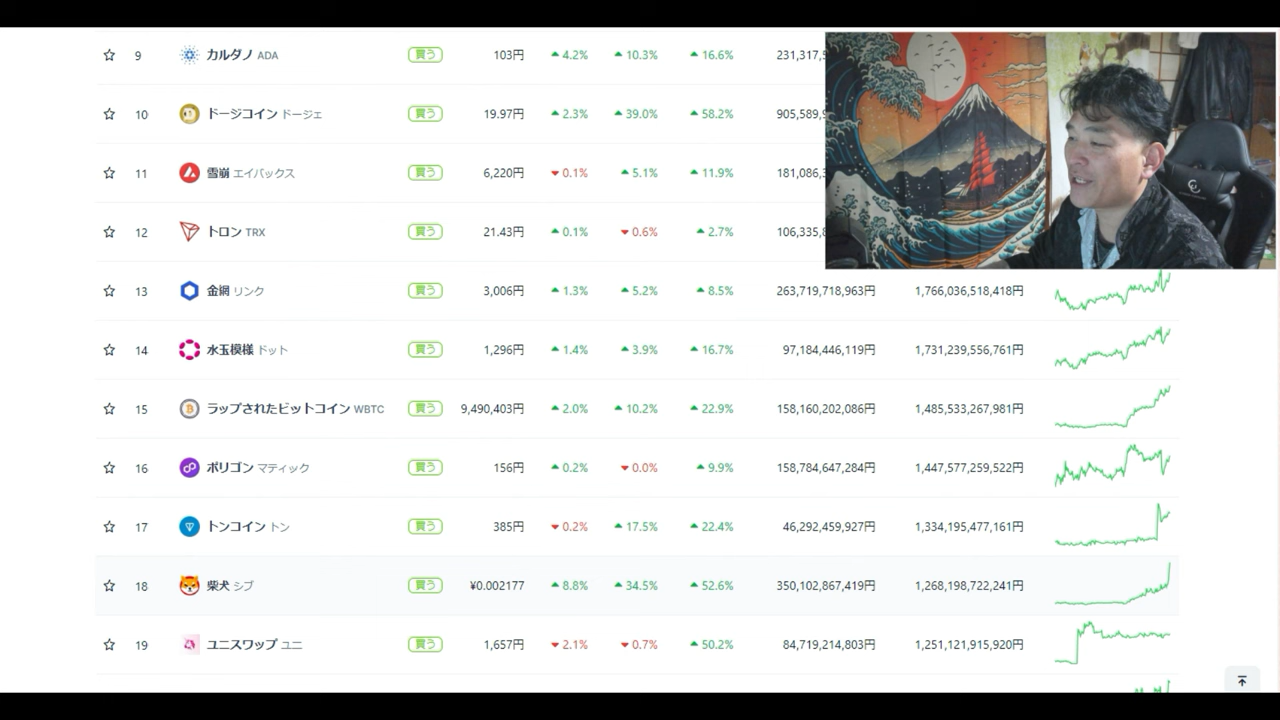 9 カルダノ ADA 買う 103円 4.2% 10.3% 16.6% 231,317,5
10 ドージコイン ドージェ 買う 19.97円 2.3% 39.0% 58.2% 905,589,9
11 雪崩 エイバックス 買う 6,220円 0.1% 5.1% 11.9% 181,086,3
12 トロン TRX 買う 21.43円 0.1% 0.6% 2.7% 106,335,8
13 金網 リンク 買う 3,006円 1.3% 5.2% 8.5% 263,719,718,963円 1,766,036,518,418円
14 水玉模様 ドット 買う 1,296円 1.4% 3.9% 16.7% 97,184,446,119円 1,731,239,556,761円
15 ラップされたビットコイン WBTC 買う 9,490,403円 2.0% 10.2% 22.9% 158,160,202,086円 1,485,533,267,981円
16 ポリゴン マティック 買う 156円 0.2% 0.0% 9.9% 158,784,647,284円 1,447,577,259,522円
17 トンコイン トン 買う 385円 0.2% 17.5% 22.4% 46,292,459,927円 1,334,195,477,161円
18 柴犬 シブ 買う ¥0.002177 8.8% 34.5% 52.6% 350,102,867,419円 1,268,198,722,241円
19 ユニスワップ ユニ 買う 1,657円 2.1% 0.7% 50.2% 84,719,214,803円 1,251,121,915,920円